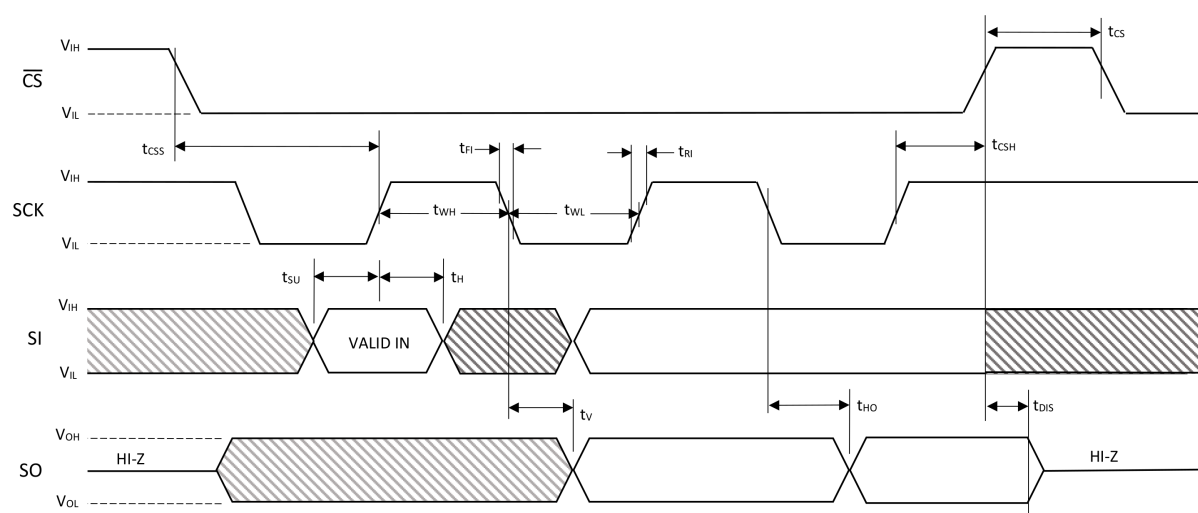 VIH
tCS
CS
VIL
tCSS
tFI
tRI
tCSH
VIH
SCK
tWH
tWL
VIL
tSU
tH
VIH
SI
VALID IN
VIL
tV
tHO
tDIS
VOH
SO
HI-Z
HI-Z
VOL